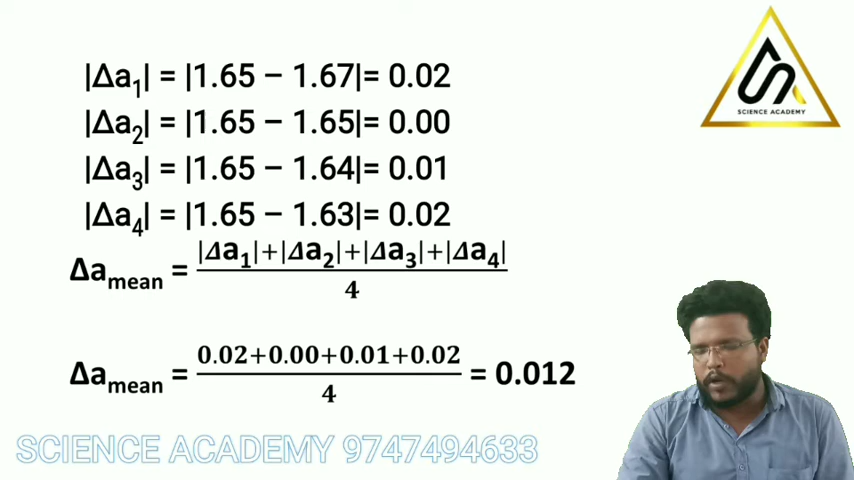 |Δa₁| = |1.65 – 1.67|= 0.02
|Δa₂| = |1.65 – 1.65|= 0.00
|Δa₃| = |1.65 – 1.64|= 0.01
|Δa₄| = |1.65 – 1.63|= 0.02
Δa_mean = (|Δa₁|+|Δa₂|+|Δa₃|+|Δa₄|)/4
Δa_mean = (0.02+0.00+0.01+0.02)/4 = 0.012
SCIENCE ACADEMY 9747494633
SCIENCE ACADEMY